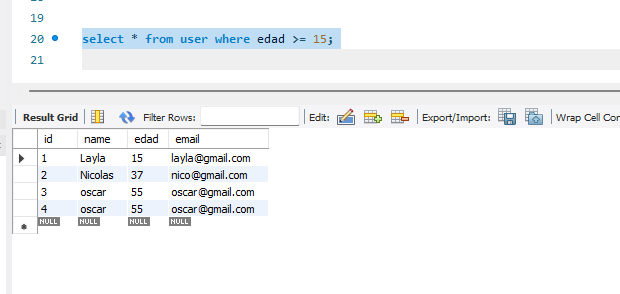 19
20 select * from user where edad >= 15;
21
Result Grid Filter Rows: Edit: Export/Import: Wrap Cell Con
id name edad email
1 Layla 15 layla@gmail.com
2 Nicolas 37 nico@gmail.com
3 oscar 55 oscar@gmail.com
4 oscar 55 oscar@gmail.com
NULL NULL NULL NULL